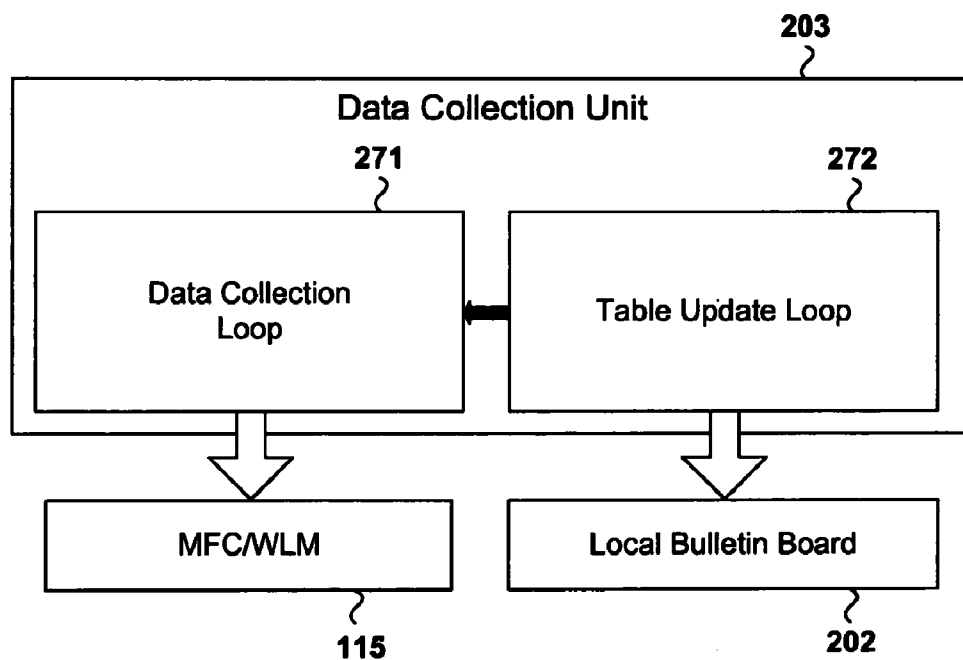 203
Data Collection Unit
271
272
Data Collection
Loop
Table Update Loop
MFC/WLM
Local Bulletin Board
115
202